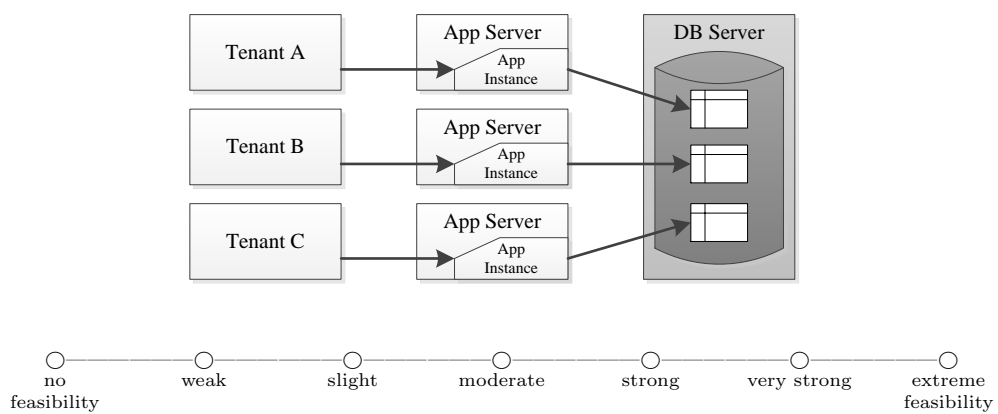 Tenant A
App Server
App
Instance
DB Server
Tenant B
App Server
App
Instance
Tenant C
App Server
App
Instance
no
feasibility
weak
slight
moderate
strong
very strong
extreme
feasibility